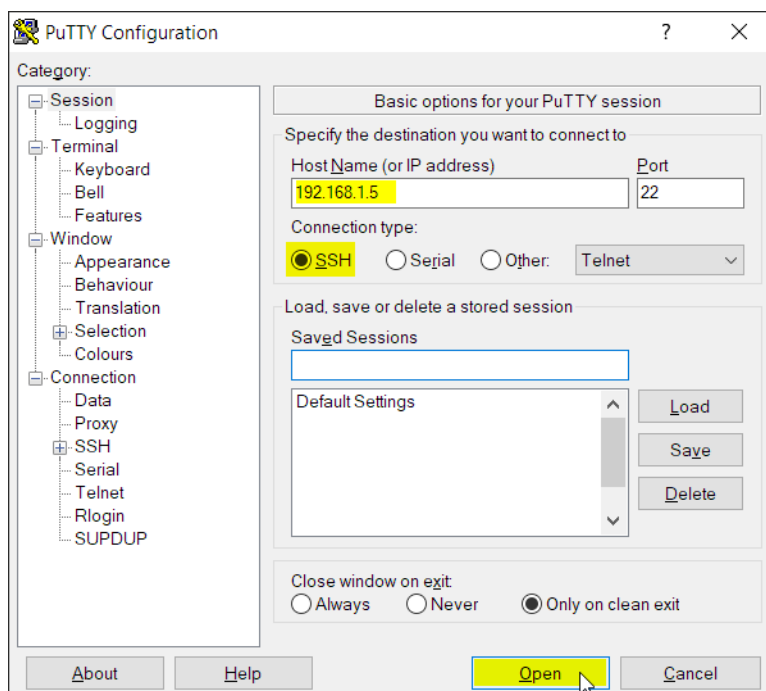 PuTTY Configuration
?
Category:
Session
Logging
Terminal
Keyboard
Bell
Features
Window
Appearance
Behaviour
Translation
Selection
Colours
Connection
Data
Proxy
SSH
Serial
Telnet
Rlogin
SUPDUP
Basic options for your PuTTY session
Specify the destination you want to connect to
Host Name (or IP address) Port
192.168.1.5 22
Connection type:
SSH Serial Other: Telnet
Load, save or delete a stored session
Saved Sessions
Default Settings
Load
Save
Delete
Close window on exit:
Always Never Only on clean exit
About Help Open Cancel